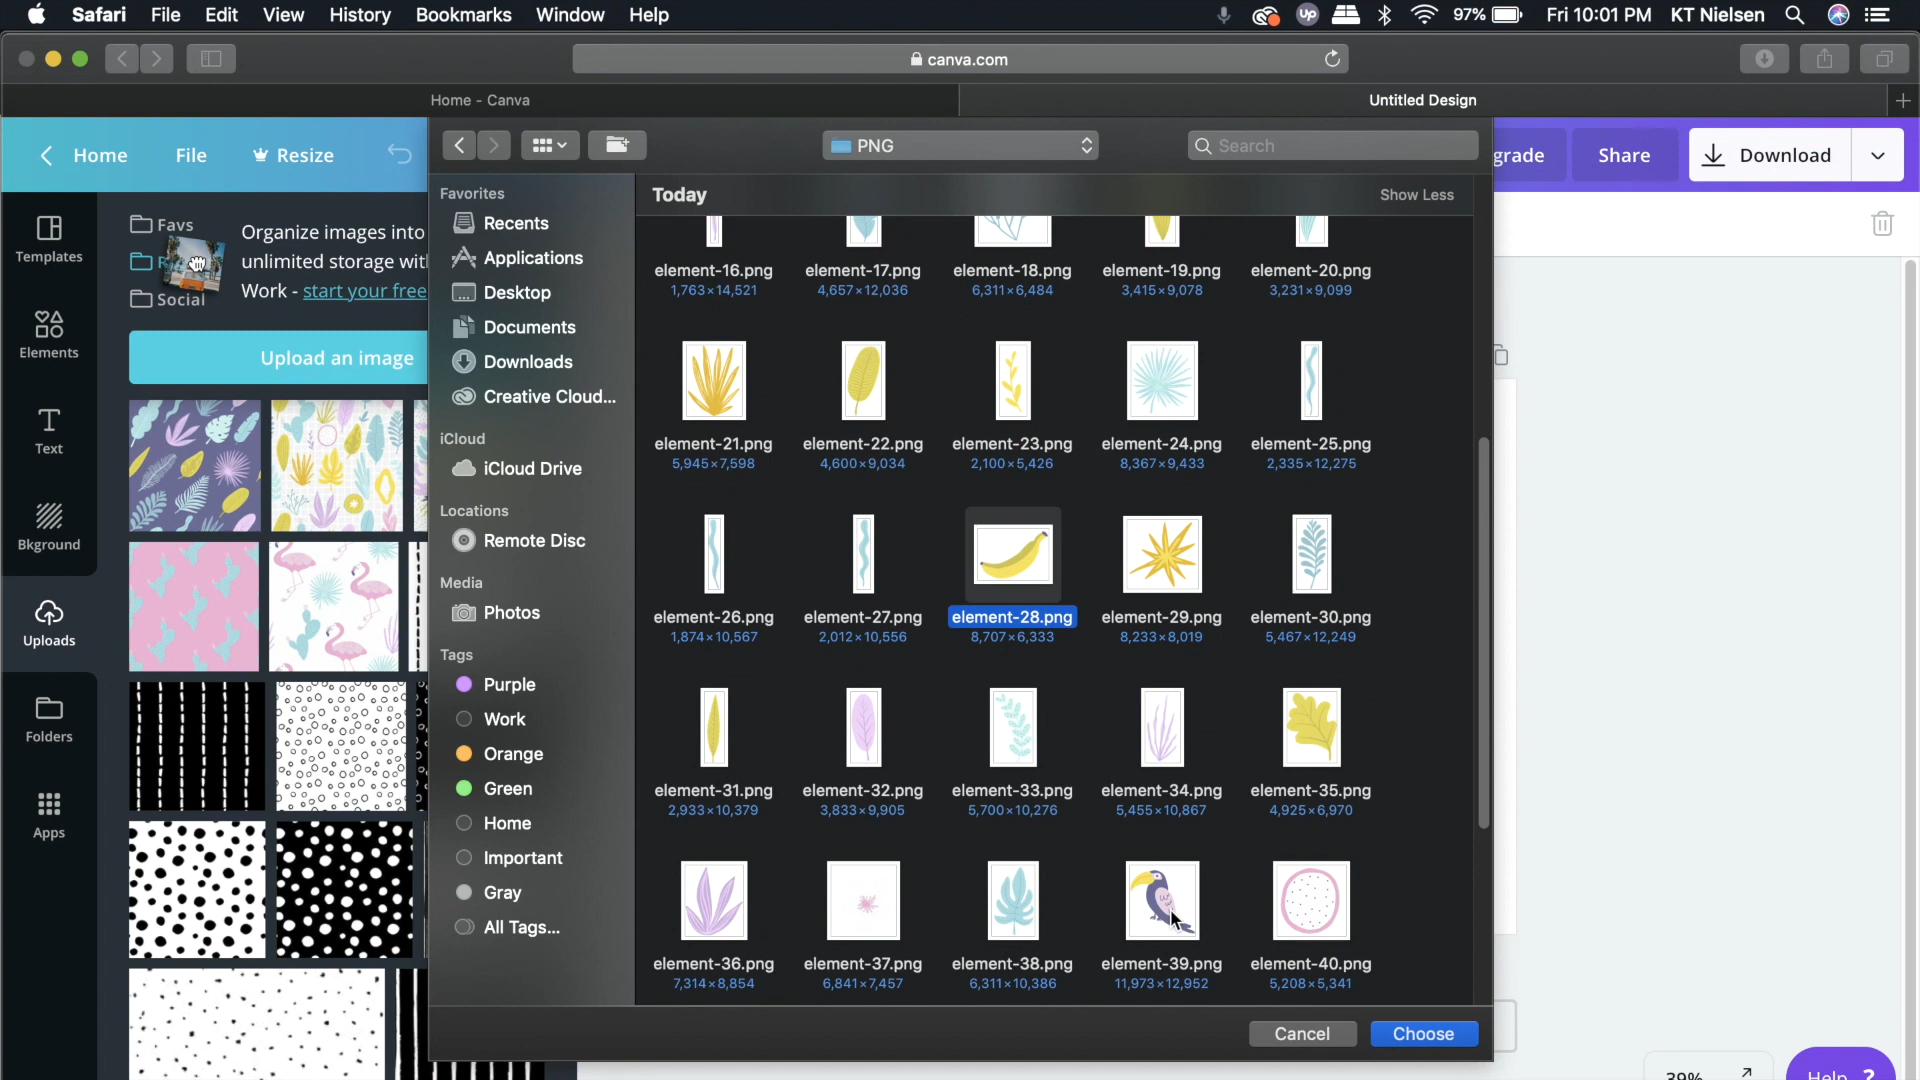 Safari File Edit View History Bookmarks Window Help
Up 97% Fri 10:01 PM KT Nielsen
canva.com
Home - Canva
Untitled Design
Home File Resize
grade Share Download
PNG
Search
Templates
Elements
Text
Bkground
Uploads
Folders
Apps
Favs
Social
Organize images into
unlimited storage wit
Work - start your free
Upload an image
Favorites
Recents
Applications
Desktop
Documents
Downloads
Creative Cloud...
iCloud
iCloud Drive
Locations
Remote Disc
Media
Photos
Tags
Purple
Work
Orange
Green
Home
Important
Gray
All Tags...
Today
Show Less
element-16.png element-17.png element-18.png element-19.png element-20.png
1,763×14,521 4,657×12,036 6,311×6,484 3,415×9,078 3,231×9,099
element-21.png element-22.png element-23.png element-24.png element-25.png
5,945×7,598 4,600×9,034 2,100×5,426 8,367×9,433 2,335×12,275
element-26.png element-27.png element-28.png element-29.png element-30.png
1,874×10,567 2,012×10,556 8,707×6,333 8,233×8,019 5,467×12,249
element-31.png element-32.png element-33.png element-34.png element-35.png
2,933×10,379 3,833×9,905 5,700×10,276 5,455×10,867 4,925×6,970
element-36.png element-37.png element-38.png element-39.png element-40.png
7,314×8,854 6,841×7,457 6,311×10,386 11,973×12,952 5,208×5,341
Cancel Choose
39%
Help ?